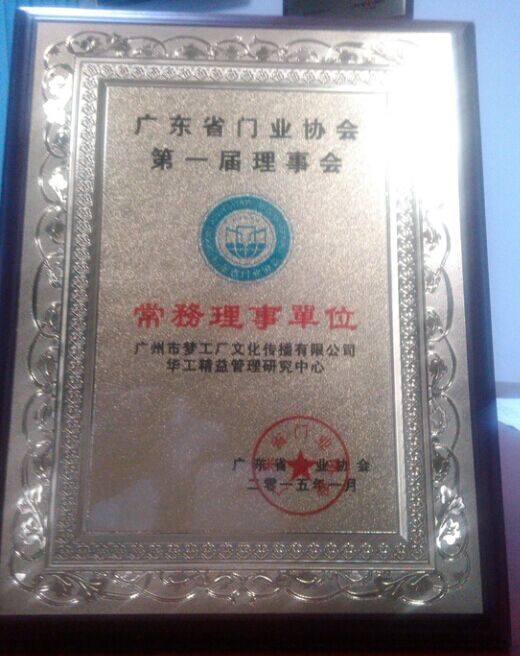 广东省门业协会
第一届理事会
常務理事單位
广州市梦工厂文化传播有限公司
华工精益管理研究中心
广东省门业协会
二零一五年一月